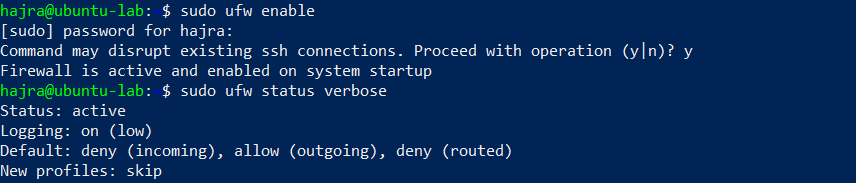 hajra@ubuntu-lab:~$ sudo ufw enable
[sudo] password for hajra:
Command may disrupt existing ssh connections. Proceed with operation (y|n)? y
Firewall is active and enabled on system startup
hajra@ubuntu-lab:~$ sudo ufw status verbose
Status: active
Logging: on (low)
Default: deny (incoming), allow (outgoing), deny (routed)
New profiles: skip